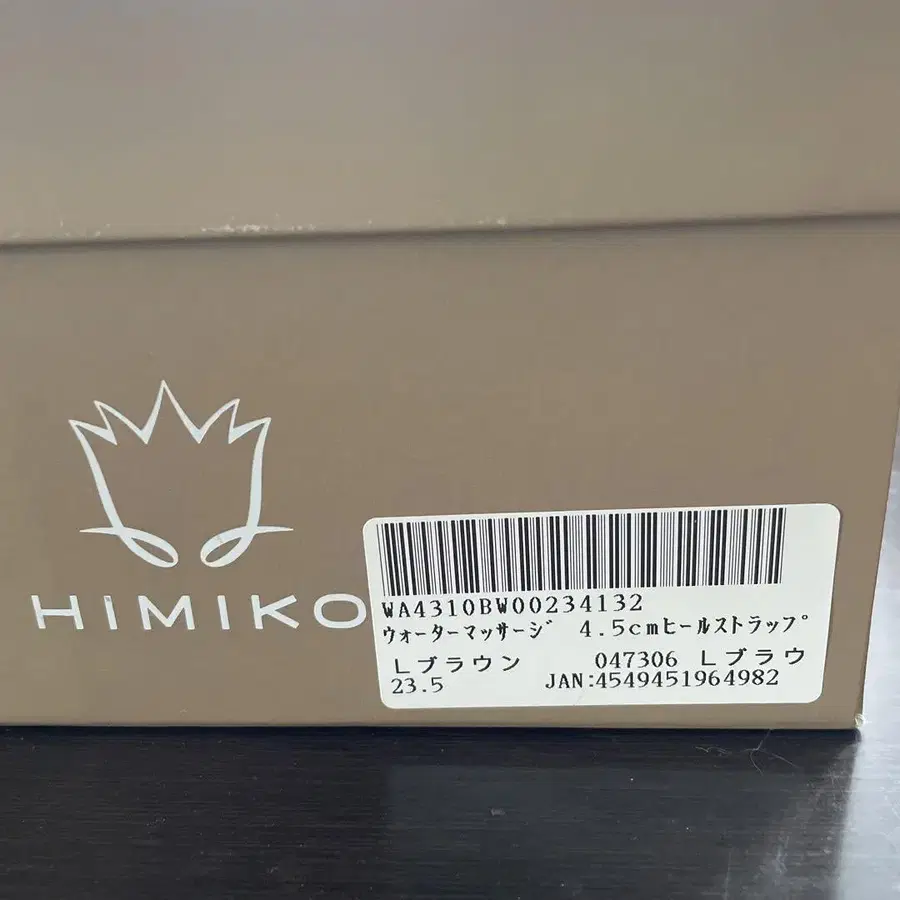 HIMIKO
WA4310BW00234132
ｳｫｰﾀｰﾏｯｻｰｼﾞ 4.5cmﾋｰﾙｽﾄﾗｯﾌﾟ
Ｌブラウン 047306 Ｌブラウ
23.5 JAN:4549451964982